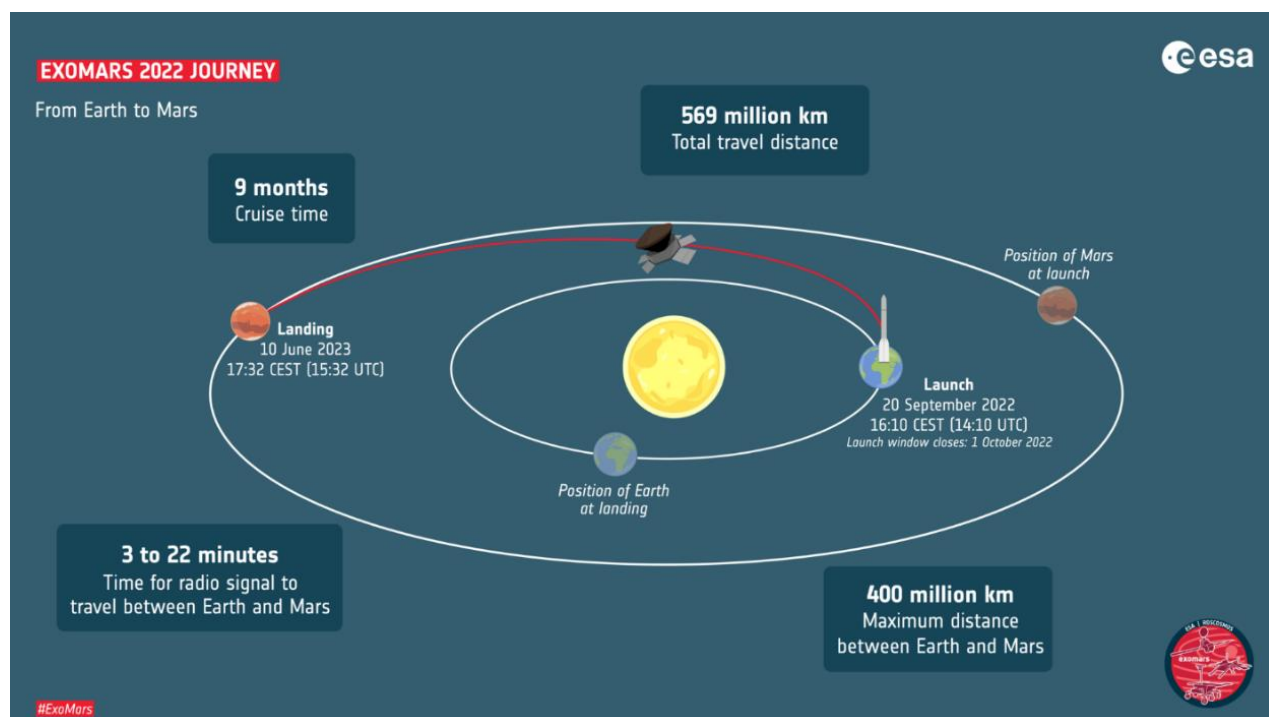 EXOMARS 2022 JOURNEY
From Earth to Mars
esa
569 million km
Total travel distance
9 months
Cruise time
Position of Mars
at launch
Landing
10 June 2023
17:32 CEST (15:32 UTC)
Launch
20 September 2022
16:10 CEST (14:10 UTC)
Launch window closes: 1 October 2022
Position of Earth
at landing
3 to 22 minutes
Time for radio signal to
travel between Earth and Mars
400 million km
Maximum distance
between Earth and Mars
ESA | ROSCOSMOS
exomars
#ExoMars